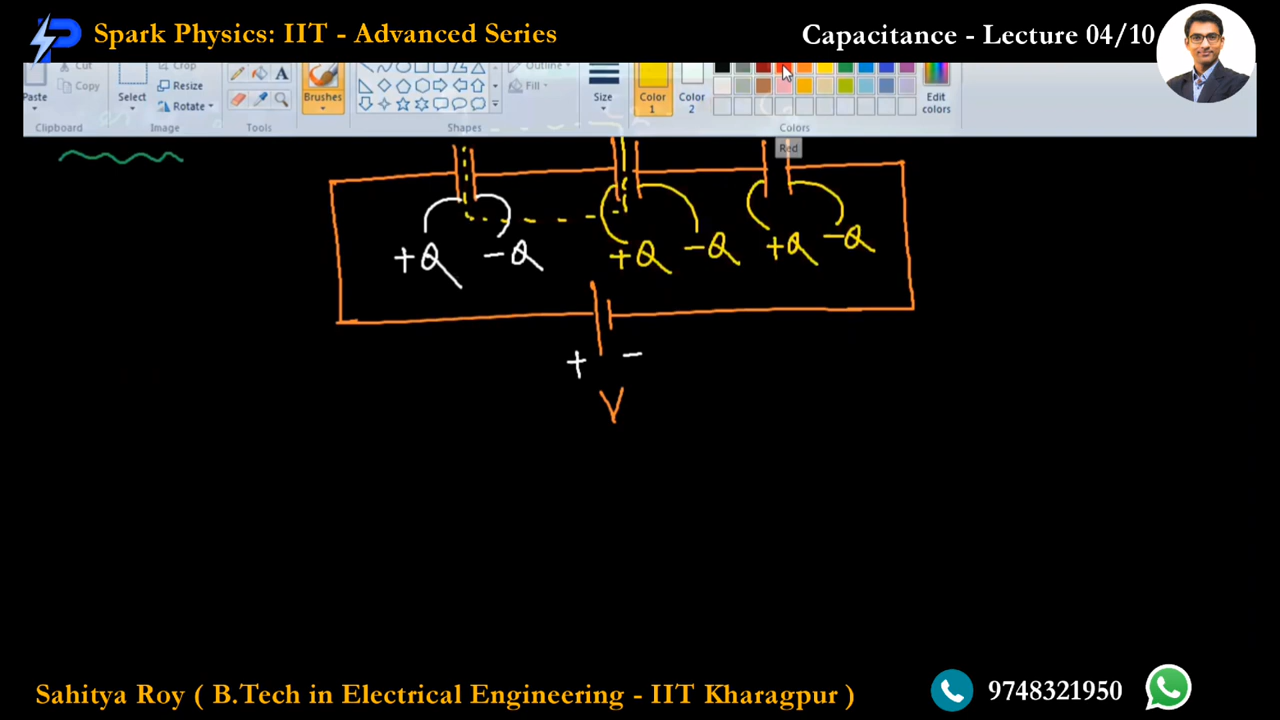 Spark Physics: IIT - Advanced Series
Capacitance - Lecture 04/10
Cut
Crop
Outline
Paste
Copy
Select
Resize
Rotate
A
Brushes
Fill
Size
Color 1
Color 2
Edit colors
Clipboard
Image
Tools
Shapes
Colors
Red
+Q -Q +Q -Q +Q -Q
+ -
V
Sahitya Roy ( B.Tech in Electrical Engineering - IIT Kharagpur )
9748321950